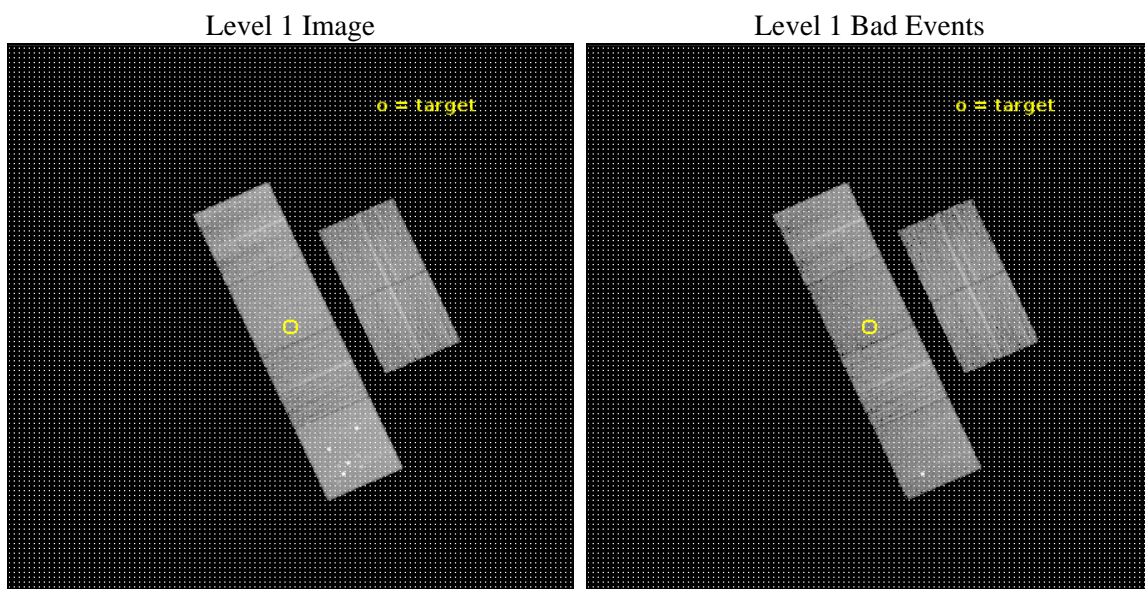 Level 1 Image
Level 1 Bad Events
o = target
o = target